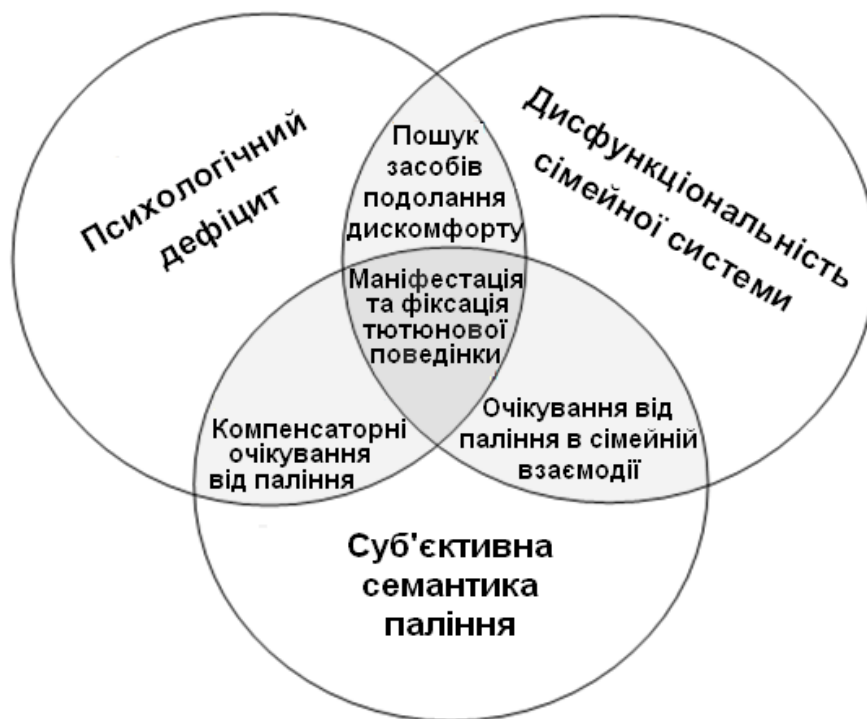 Психологічний
дефіцит
Дисфункціональність
сімейної системи
Пошук
засобів
подолання
дискомфорту
Маніфестація
та фіксація
тютюнової
поведінки
Компенсаторні
очікування
від паління
Очікування від
паління в сімейній
взаємодії
Суб'єктивна
семантика
паління